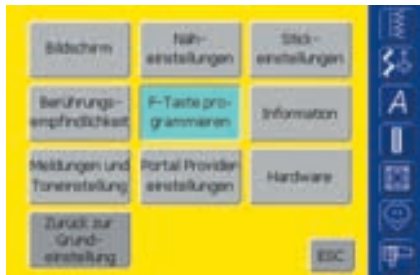 Bildschirm
Näh-
einstellungen
Stick-
einstellungen
Berührungs-
empfindlichkeit
F-Taste pro-
grammieren
Information
Meldungen und
Toneinstellung
Portal Provider
einstellungen
Hardware
Zurück zur
Grund-
einstellung
ESC
A